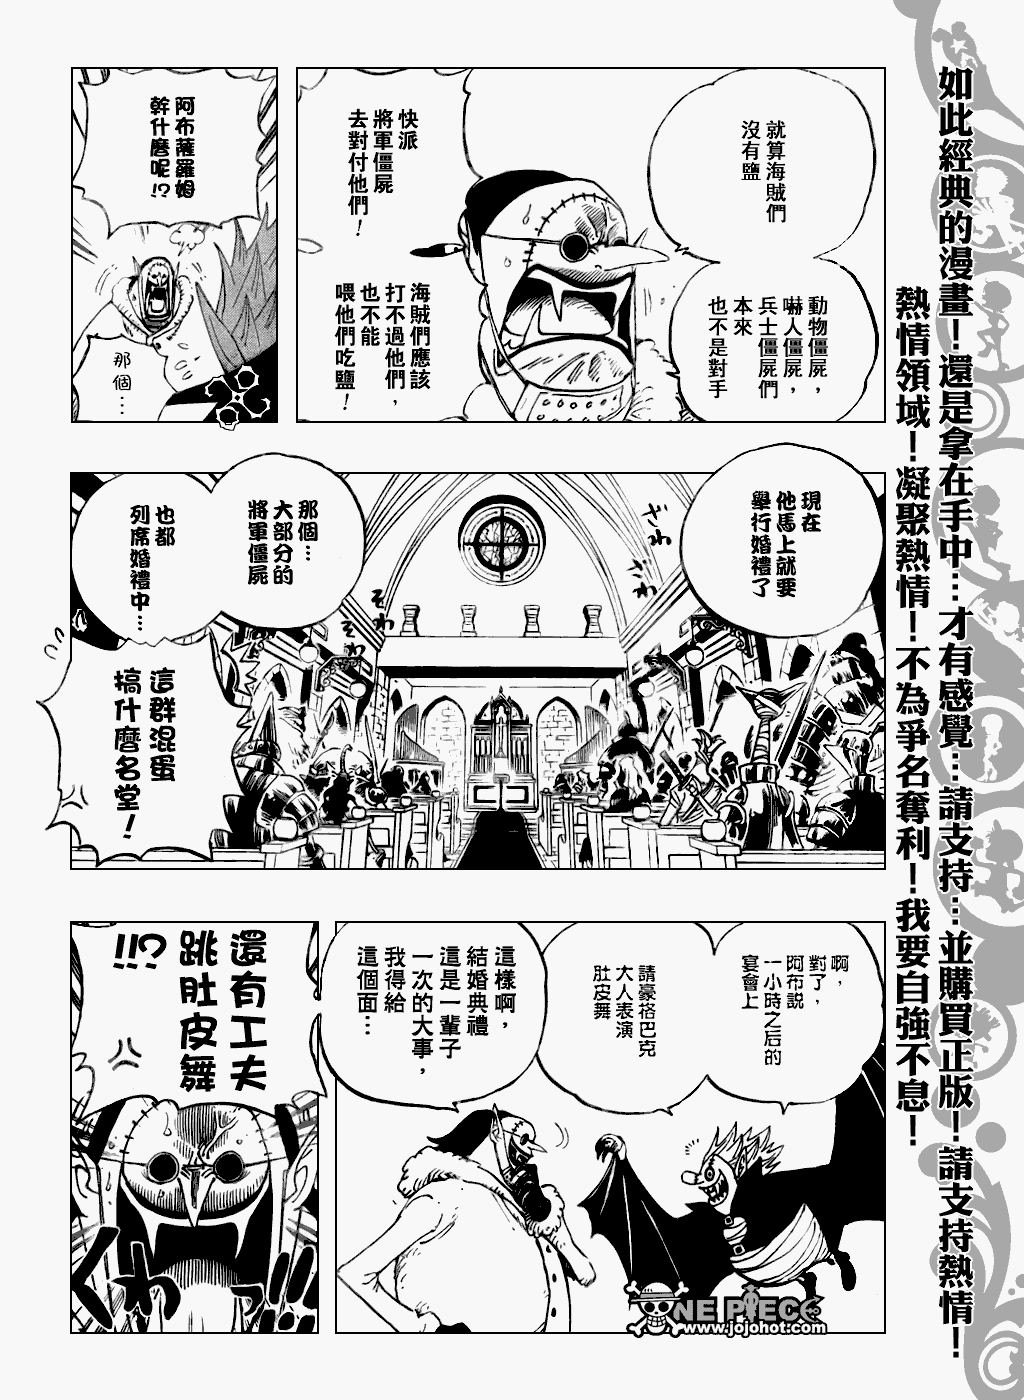 如此經典的漫畫！還是拿在手中…才有感覺…請支持…並購買正版！請支持熱情！
熱情領域！凝聚熱情！不為爭名奪利！我要自強不息！
就算海賊們
沒有鹽
動物僵屍，
嚇人僵屍，
兵士僵屍們
本來
也不是對手
快派
將軍僵屍
去對付他們！
海賊們應該
打不過他們，
也不能
喂他們吃鹽！
阿布薩羅姆
幹什麼呢!?
那個…
現在
他馬上就要
舉行婚禮了
ざわ
ざわ
ざわ
那個…
大部分的
將軍僵屍
也都
列席婚禮中…
這群混蛋
搞什麼名堂！
啊，
對了，
阿布說
一小時之后的
宴會上
請豪格巴克
大人表演
肚皮舞
這樣啊，
結婚典禮
這是一輩子
一次的大事，
我得給
這個面…
還有工夫
跳肚皮舞
!!?
くわっ
ONE PIECE
www.jojohot.com